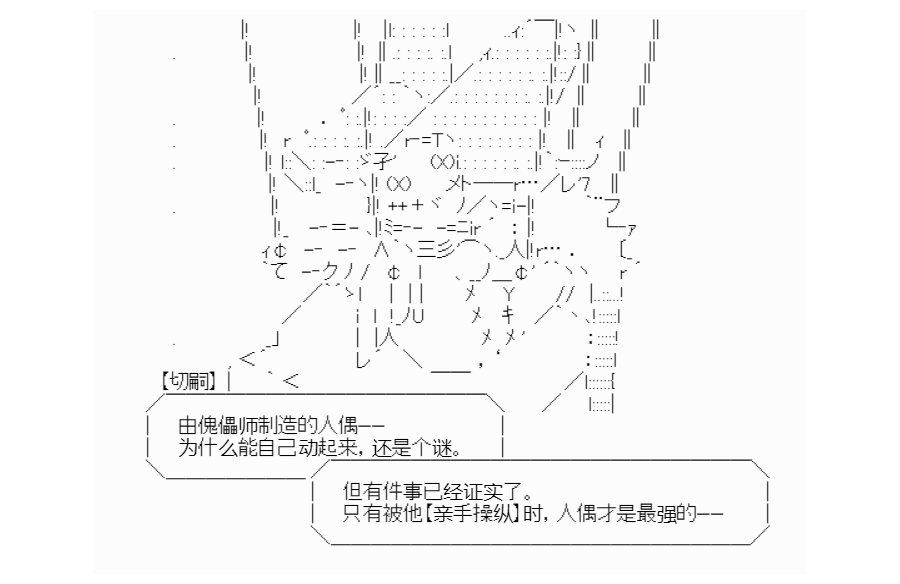 【切嗣】
由傀儡师制造的人偶——
为什么能自己动起来，还是个谜。
但有件事已经证实了。
只有被他【亲手操纵】时，人偶才是最强的——